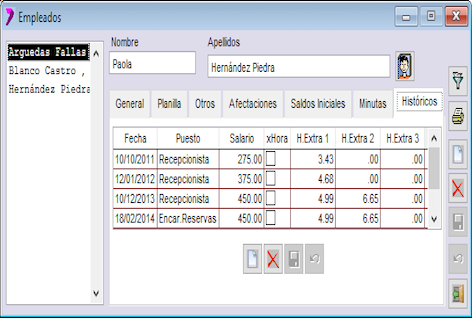 Empleados
Arguedas Fallas
Blanco Castro ,
Hernández Piedra
Nombre
Apellidos
Paola
Hernández Piedra
General Planilla Otros Afectaciones Saldos Iniciales Minutas Históricos
Fecha Puesto Salario xHora H.Extra 1 H.Extra 2 H.Extra 3
10/10/2011 Recepcionista 275.00 3.43 .00 .00
12/01/2012 Recepcionista 375.00 4.68 .00 .00
10/12/2013 Recepcionista 450.00 4.99 6.65 .00
18/02/2014 Encar.Reservas 450.00 4.99 6.65 .00